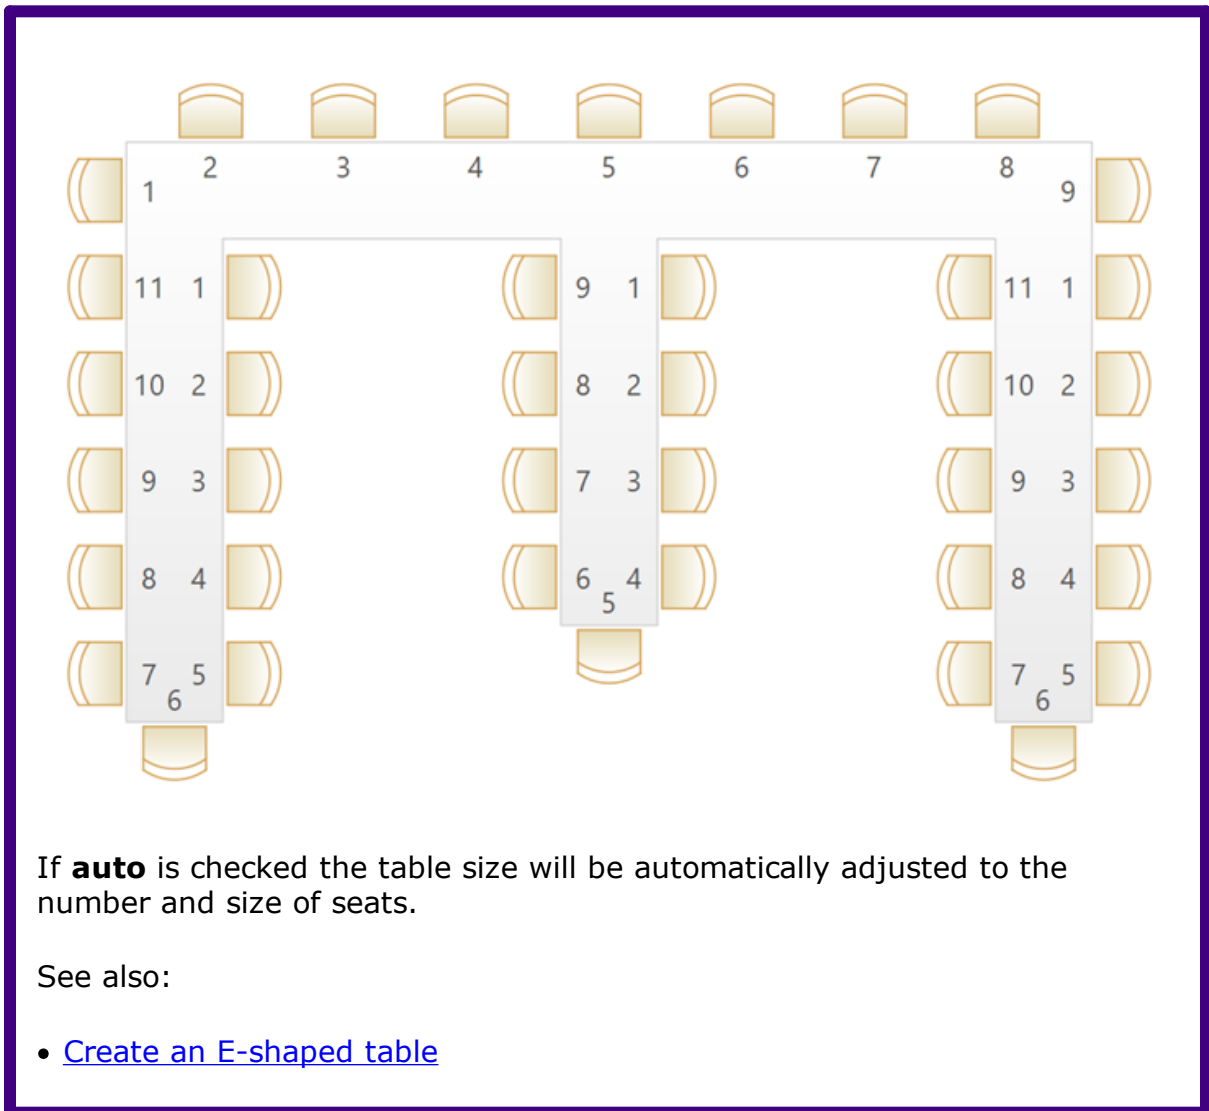 2 3 4 5 6 7 8
1 9
11 1 9 1 11 1
10 2 8 2 10 2
9 3 7 3 9 3
8 4 6 4 8 4
5
7 5 7 5
6 6
If auto is checked the table size will be automatically adjusted to the
number and size of seats.
See also:
• Create an E-shaped table